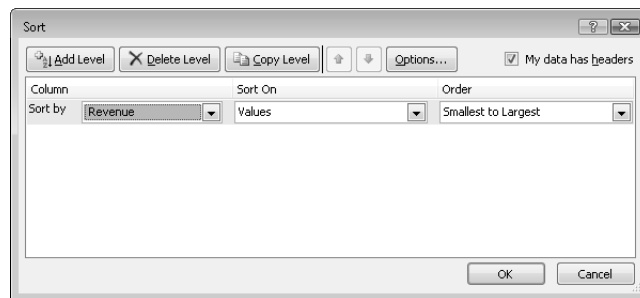 Sort
Add Level Delete Level Copy Level Options... My data has headers
Column Sort On Order
Sort by Revenue Values Smallest to Largest
OK Cancel